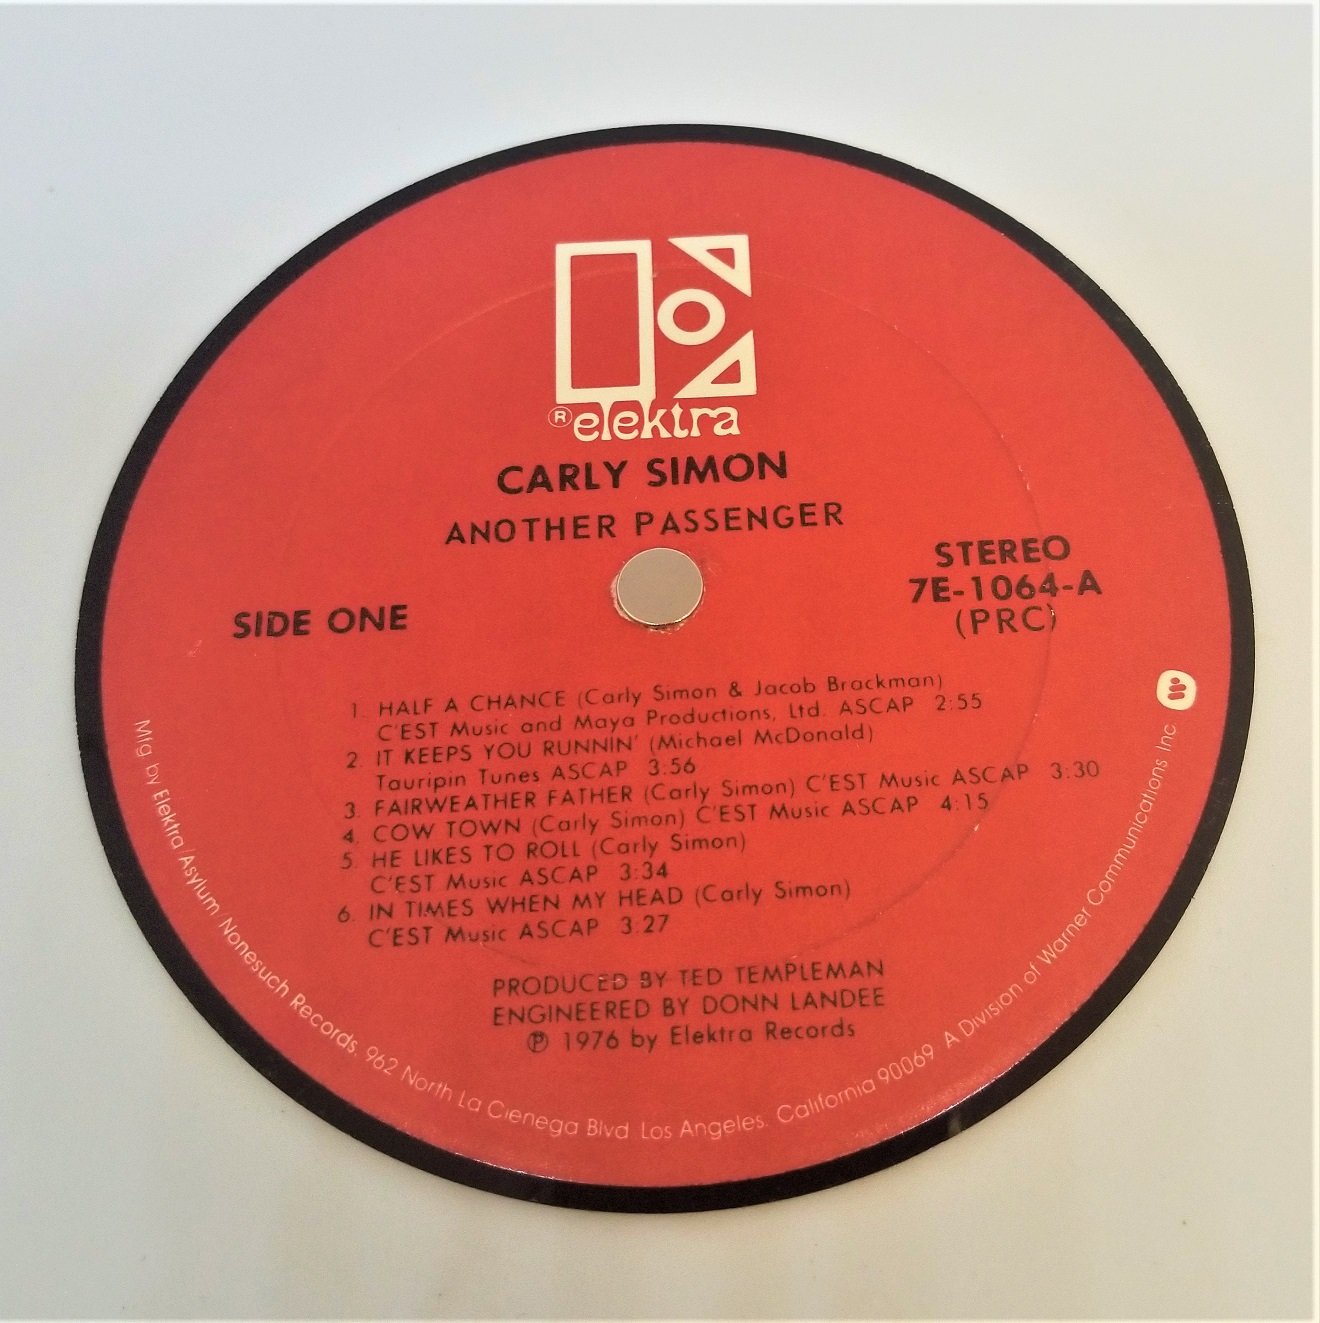 ® elektra
CARLY SIMON
ANOTHER PASSENGER
STEREO
7E-1064-A
(PRC)
SIDE ONE
1. HALF A CHANCE (Carly Simon & Jacob Brackman)
C'EST Music and Maya Productions, Ltd. ASCAP 2:55
2. IT KEEPS YOU RUNNIN' (Michael McDonald)
Tauripin Tunes ASCAP 3:56
3. FAIRWEATHER FATHER (Carly Simon) C'EST Music ASCAP 3:30
4. COW TOWN (Carly Simon) C'EST Music ASCAP 4:15
5. HE LIKES TO ROLL (Carly Simon)
C'EST Music ASCAP 3:34
6. IN TIMES WHEN MY HEAD (Carly Simon)
C'EST Music ASCAP 3:27
PRODUCED BY TED TEMPLEMAN
ENGINEERED BY DONN LANDEE
℗ 1976 by Elektra Records
Mfg. by Elektra/Asylum/Nonesuch Records, 962 North La Cienega Blvd. Los Angeles, California 90069 A Division of Warner Communications Inc